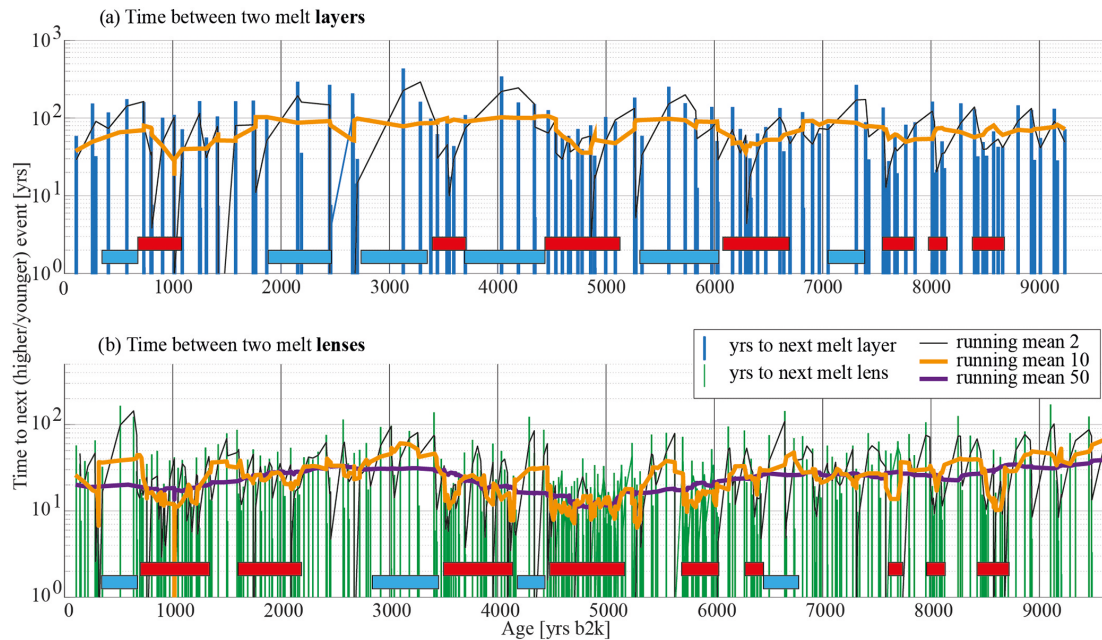 (a) Time between two melt layers
10³
10²
10¹
10⁰
0 1000 2000 3000 4000 5000 6000 7000 8000 9000
Time to next (higher/younger) event [yrs]
(b) Time between two melt lenses
yrs to next melt layer
yrs to next melt lens
running mean 2
running mean 10
running mean 50
10²
10¹
10⁰
0 1000 2000 3000 4000 5000 6000 7000 8000 9000
Age [yrs b2k]